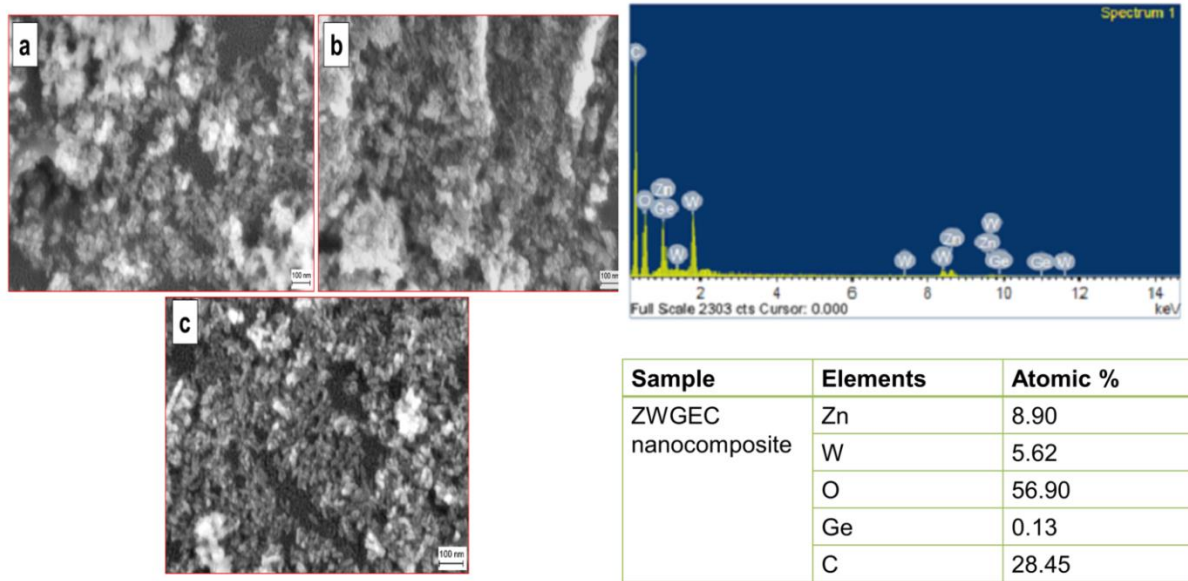 a
b
100 nm
100 nm
c
100 nm
Spectrum 1
C
O
Zn
Ge
W
W
W
W
Zn
W
Zn
Ge
Ge
W
2 4 6 8 10 12 14
Full Scale 2303 cts Cursor: 0.000 keV
Sample Elements Atomic %
ZWGEC Zn 8.90
nanocomposite
W 5.62
O 56.90
Ge 0.13
C 28.45